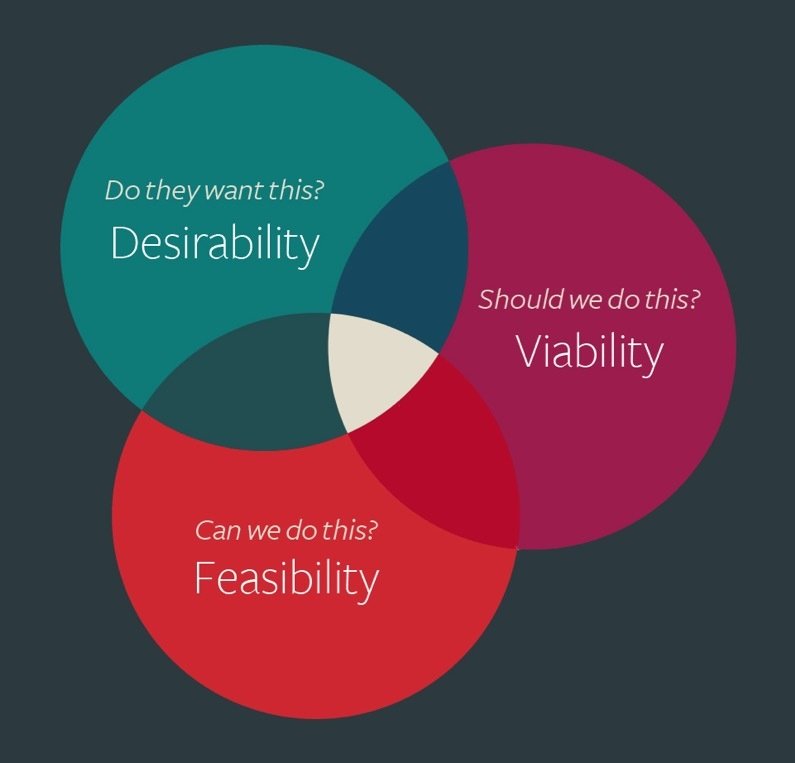 Do they want this?
Desirability
Should we do this?
Viability
Can we do this?
Feasibility